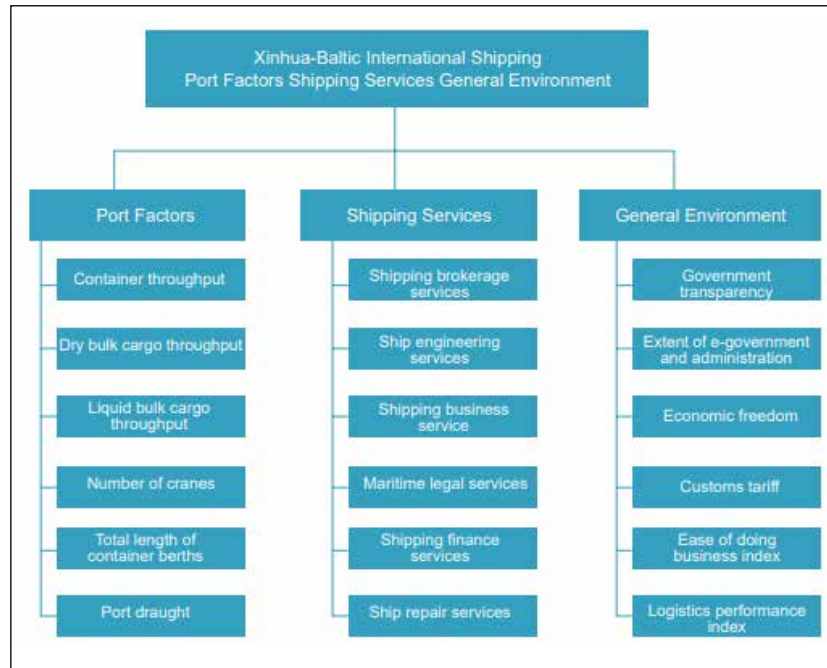 Xinhua-Baltic International Shipping
Port Factors Shipping Services General Environment
Port Factors
Container throughput
Dry bulk cargo throughput
Liquid bulk cargo
throughput
Number of cranes
Total length of
container berths
Port draught
Shipping Services
Shipping brokerage
services
Ship engineering
services
Shipping business
service
Maritime legal services
Shipping finance
services
Ship repair services
General Environment
Government
transparency
Extent of e-government
and administration
Economic freedom
Customs tariff
Ease of doing
business index
Logistics performance
index